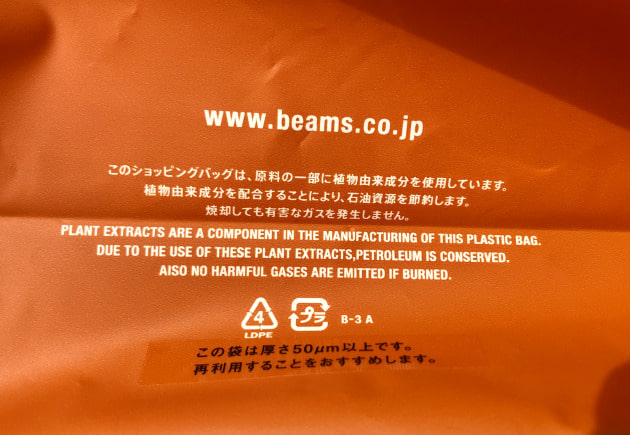 www.beams.co.jp
このショッピングバッグは、原料の一部に植物由来成分を使用しています。
植物由来成分を配合することにより、石油資源を節約します。
焼却しても有害なガスを発生しません。
PLANT EXTRACTS ARE A COMPONENT IN THE MANUFACTURING OF THIS PLASTIC BAG.
DUE TO THE USE OF THESE PLANT EXTRACTS,PETROLEUM IS CONSERVED.
AISO NO HARMFUL GASES ARE EMITTED IF BURNED.
4 プラ B-3 A
LDPE
この袋は厚さ50μm以上です。
再利用することをおすすめします。